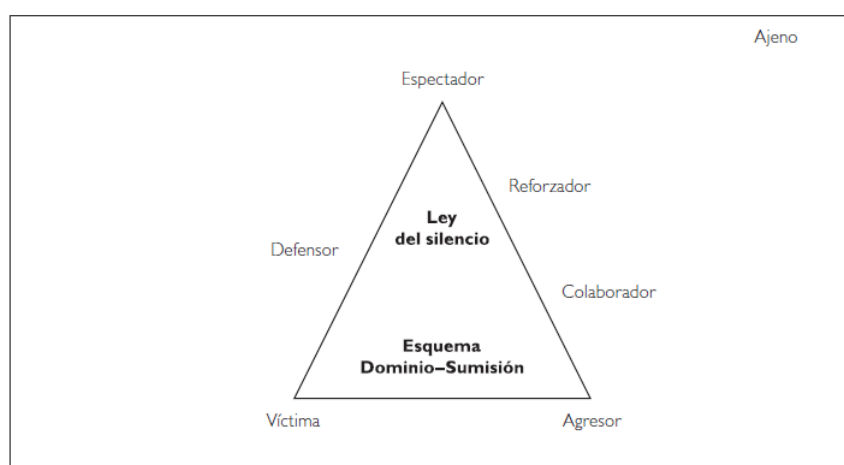 Ajeno
Espectador
Reforzador
Ley
del silencio
Defensor
Colaborador
Esquema
Dominio–Sumisión
Víctima
Agresor